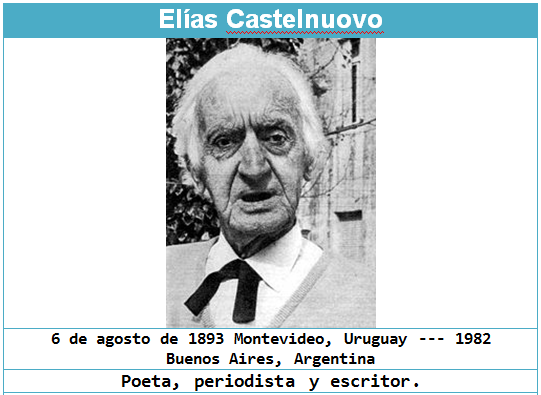 Elías Castelnuovo
6 de agosto de 1893 Montevideo, Uruguay --- 1982
Buenos Aires, Argentina
Poeta, periodista y escritor.